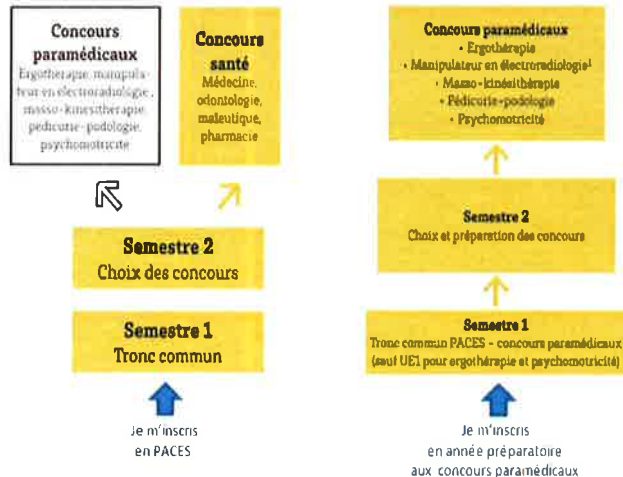 Concours
paramédicaux
Ergothérapie, manipula-
teur en électroradiologie,
masso-kinésithérapie,
pédicurie-podologie,
psychomotricité
Concours
santé
Médecine,
odontologie,
maïeutique,
pharmacie
Semestre 2
Choix des concours
Semestre 1
Tronc commun
Je m'inscris
en PACES
Concours paramédicaux
• Ergothérapie
• Manipulateur en électroradiologie¹
• Masso-kinésithérapie
• Pédicurie-podologie
• Psychomotricité
Semestre 2
Choix et préparation des concours
Semestre 1
Tronc commun PACES - concours paramédicaux
(sauf UE1 pour ergothérapie et psychomotricité)
Je m'inscris
en année préparatoire
aux concours paramédicaux